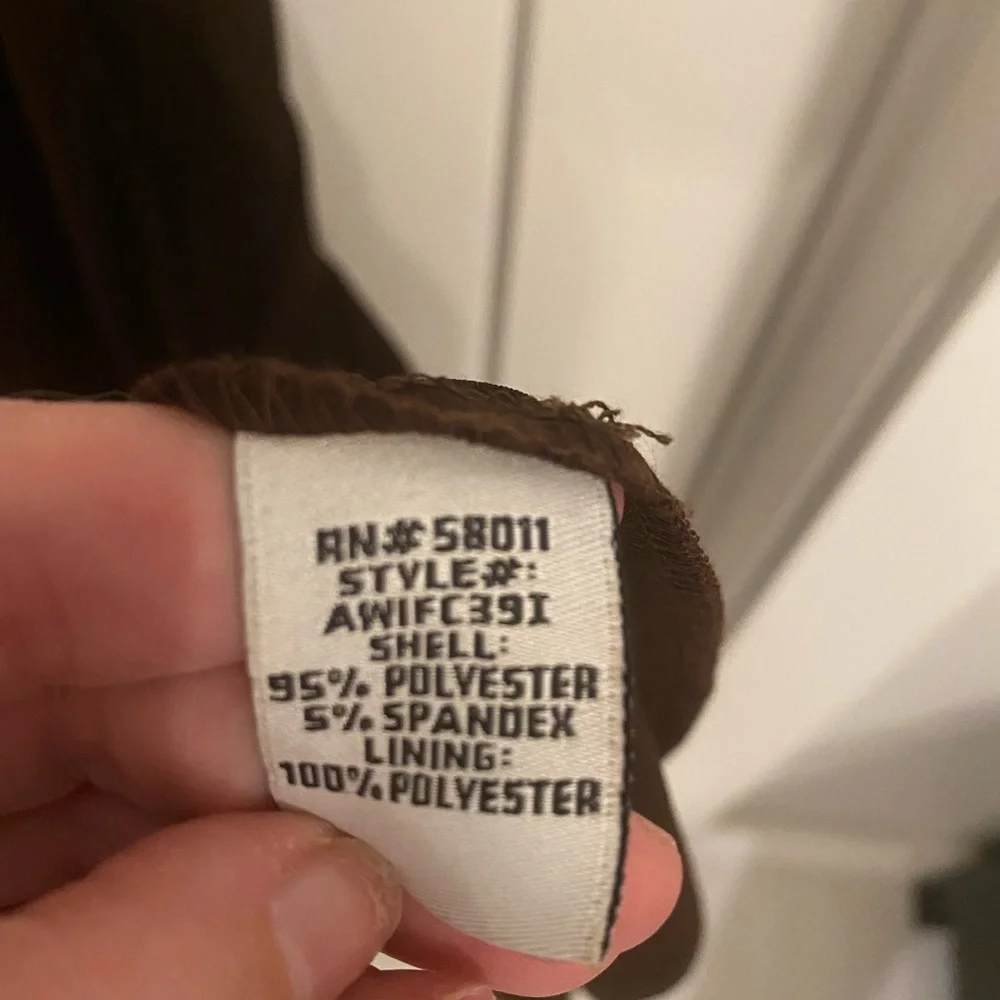 RN# 58011
STYLE#:
AWIFC39I
SHELL:
95% POLYESTER
5% SPANDEX
LINING:
100% POLYESTER